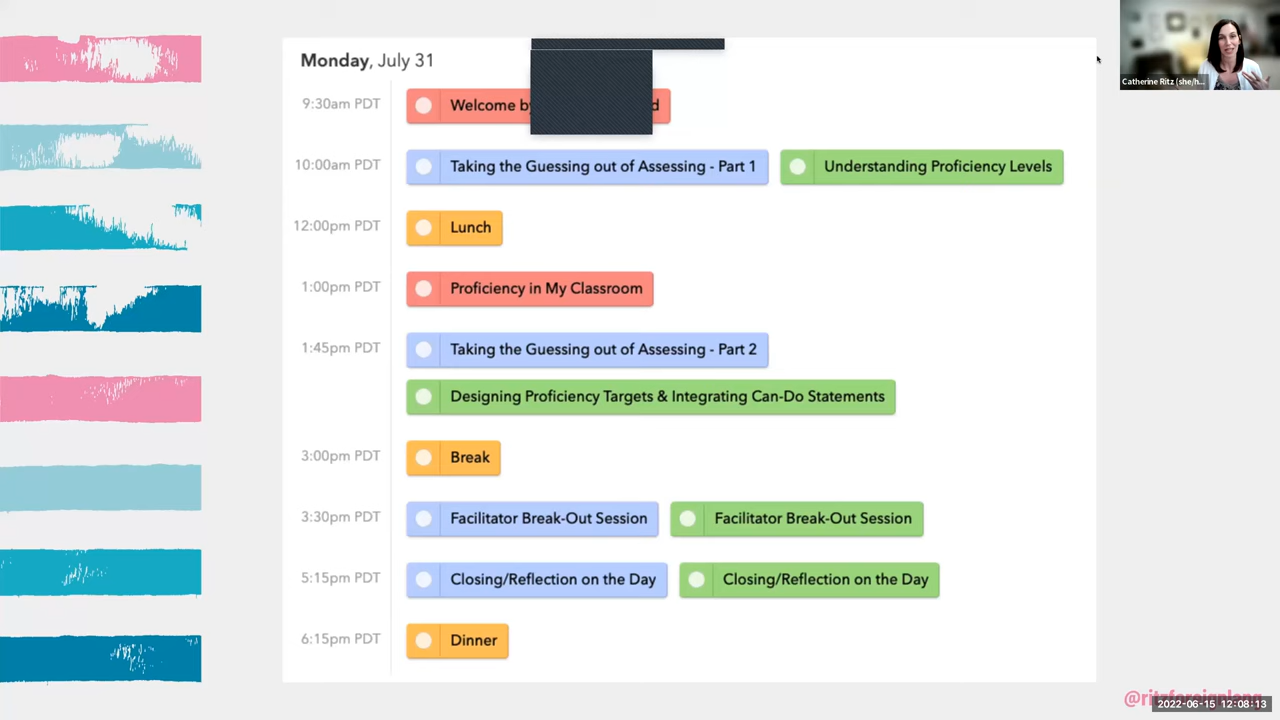 Monday, July 31
9:30am PDT
Welcome by
10:00am PDT
Taking the Guessing out of Assessing - Part 1
Understanding Proficiency Levels
12:00pm PDT
Lunch
1:00pm PDT
Proficiency in My Classroom
1:45pm PDT
Taking the Guessing out of Assessing - Part 2
Designing Proficiency Targets & Integrating Can-Do Statements
3:00pm PDT
Break
3:30pm PDT
Facilitator Break-Out Session
Facilitator Break-Out Session
5:15pm PDT
Closing/Reflection on the Day
Closing/Reflection on the Day
6:15pm PDT
Dinner
Catherine Ritz (she/h...
@ritzforeignlang
2022-06-15 12:08:13